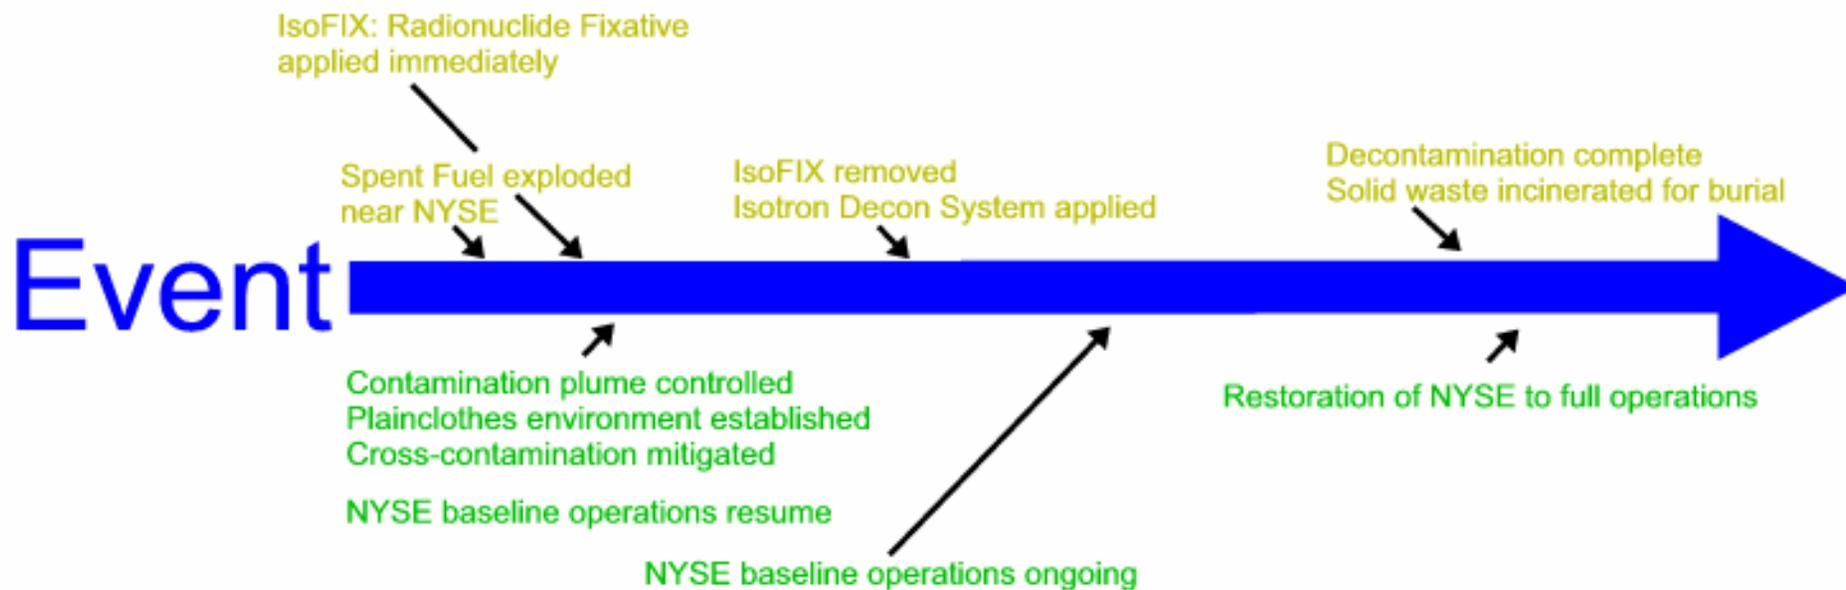 IsoFIX: Radionuclide Fixative
applied immediately
Spent Fuel exploded
near NYSE
IsoFIX removed
Isotron Decon System applied
Decontamination complete
Solid waste incinerated for burial
Event
Contamination plume controlled
Plainclothes environment established
Cross-contamination mitigated
NYSE baseline operations resume
NYSE baseline operations ongoing
Restoration of NYSE to full operations